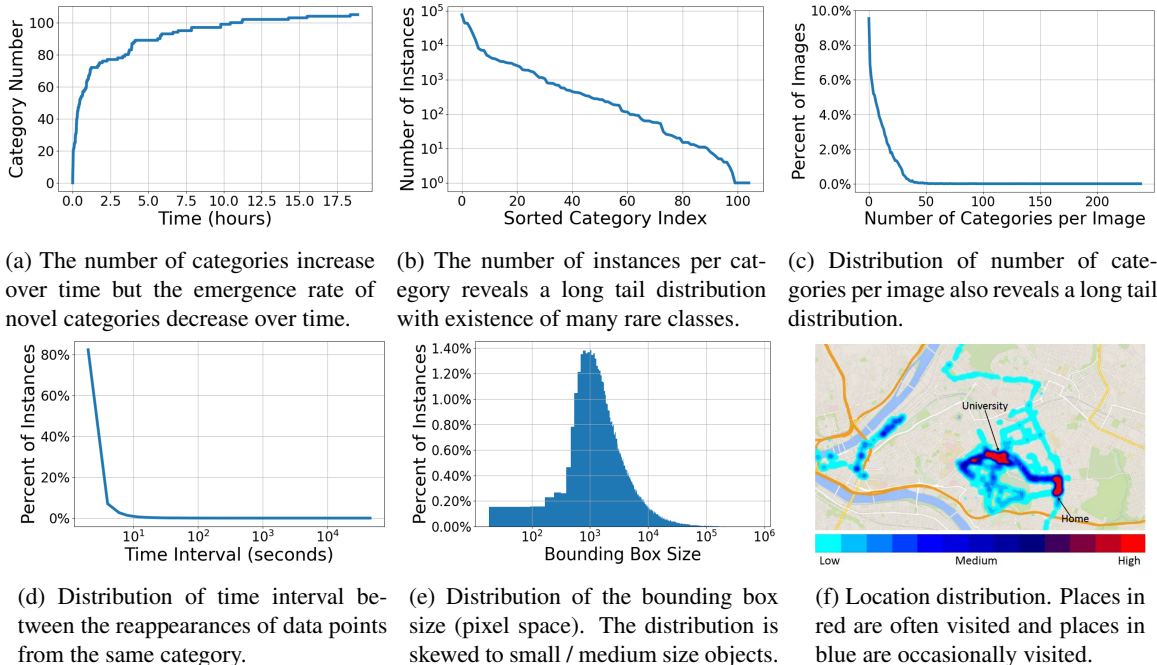 Category Number
100
80
60
40
20
0
0.0 2.5 5.0 7.5 10.0 12.5 15.0 17.5
Time (hours)
Number of Instances
10^5
10^4
10^3
10^2
10^1
10^0
0 20 40 60 80 100
Sorted Category Index
Percent of Images
10.0%
8.0%
6.0%
4.0%
2.0%
0.0%
0 50 100 150 200
Number of Categories per Image
(a) The number of categories increase
over time but the emergence rate of
novel categories decrease over time.
(b) The number of instances per cat-
egory reveals a long tail distribution
with existence of many rare classes.
(c) Distribution of number of cate-
gories per image also reveals a long tail
distribution.
Percent of Instances
80%
60%
40%
20%
0%
10^1 10^2 10^3 10^4
Time Interval (seconds)
Percent of Instances
1.40%
1.20%
1.00%
0.80%
0.60%
0.40%
0.20%
0.00%
10^2 10^3 10^4 10^5 10^6
Bounding Box Size
University
Home
Low Medium High
(d) Distribution of time interval be-
tween the reappearances of data points
from the same category.
(e) Distribution of the bounding box
size (pixel space). The distribution is
skewed to small / medium size objects.
(f) Location distribution. Places in
red are often visited and places in
blue are occasionally visited.